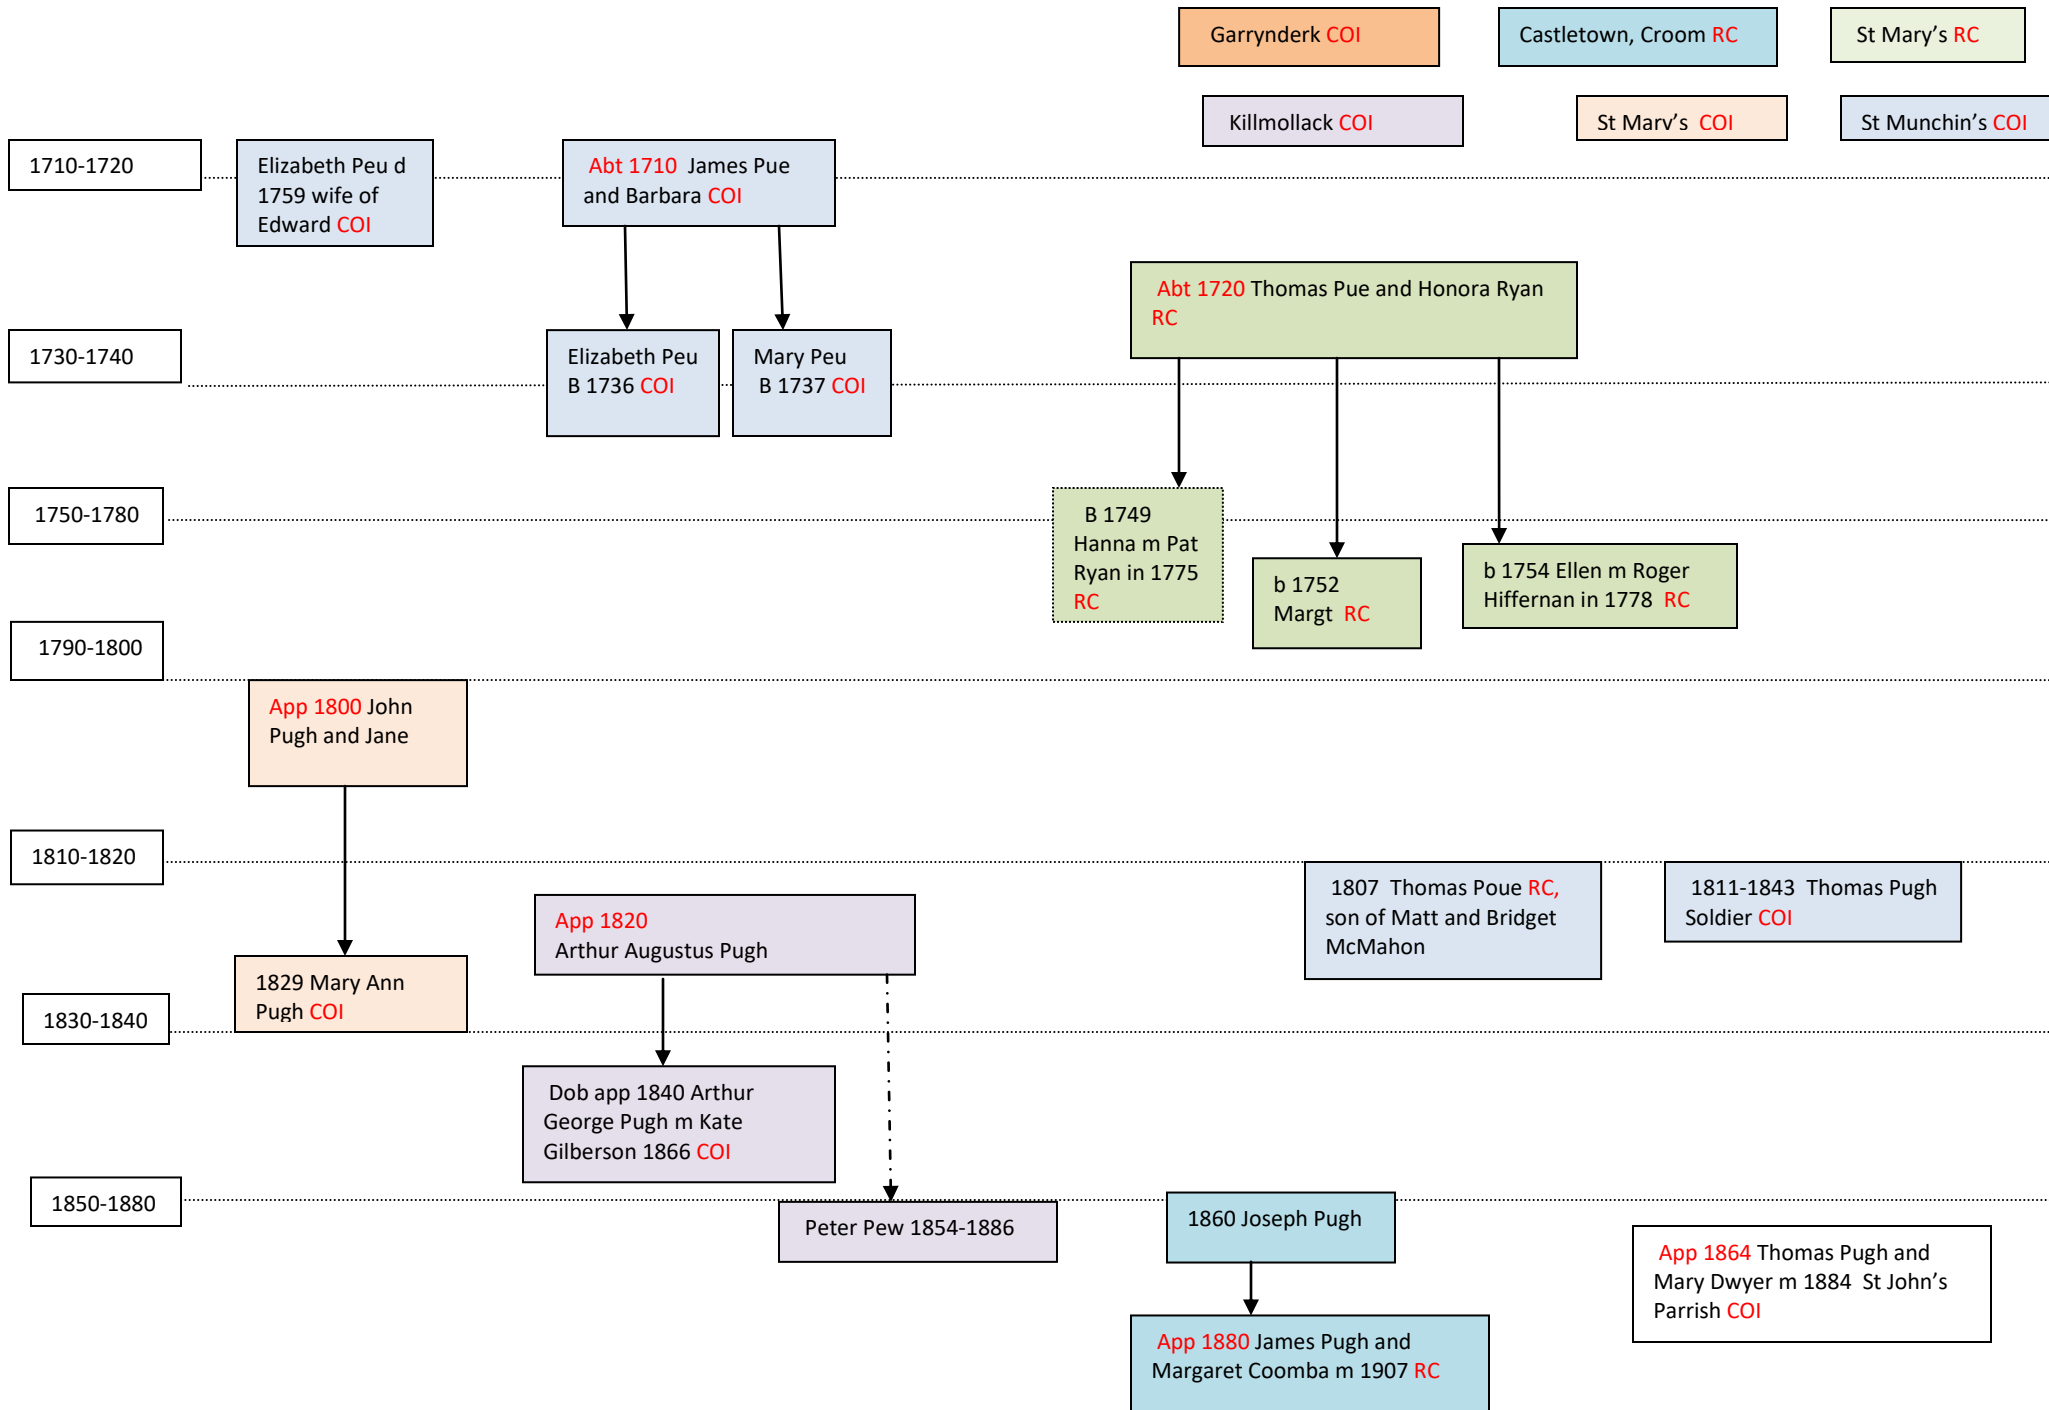 Garrynderk COI
Castletown, Croom RC
St Mary's RC
Killmollack COI
St Marv's COI
St Munchin's COI
1710-1720
Elizabeth Peu d
1759 wife of
Edward COI
Abt 1710 James Pue
and Barbara COI
Abt 1720 Thomas Pue and Honora Ryan
RC
1730-1740
Elizabeth Peu
B 1736 COI
Mary Peu
B 1737 COI
1750-1780
B 1749
Hanna m Pat
Ryan in 1775
RC
b 1752
Margt RC
b 1754 Ellen m Roger
Hiffernan in 1778 RC
1790-1800
App 1800 John
Pugh and Jane
1810-1820
1807 Thomas Poue RC,
son of Matt and Bridget
McMahon
1811-1843 Thomas Pugh
Soldier COI
App 1820
Arthur Augustus Pugh
1829 Mary Ann
Pugh COI
1830-1840
Dob app 1840 Arthur
George Pugh m Kate
Gilberson 1866 COI
1850-1880
Peter Pew 1854-1886
1860 Joseph Pugh
App 1864 Thomas Pugh and
Mary Dwyer m 1884 St John's
Parrish COI
App 1880 James Pugh and
Margaret Coomba m 1907 RC